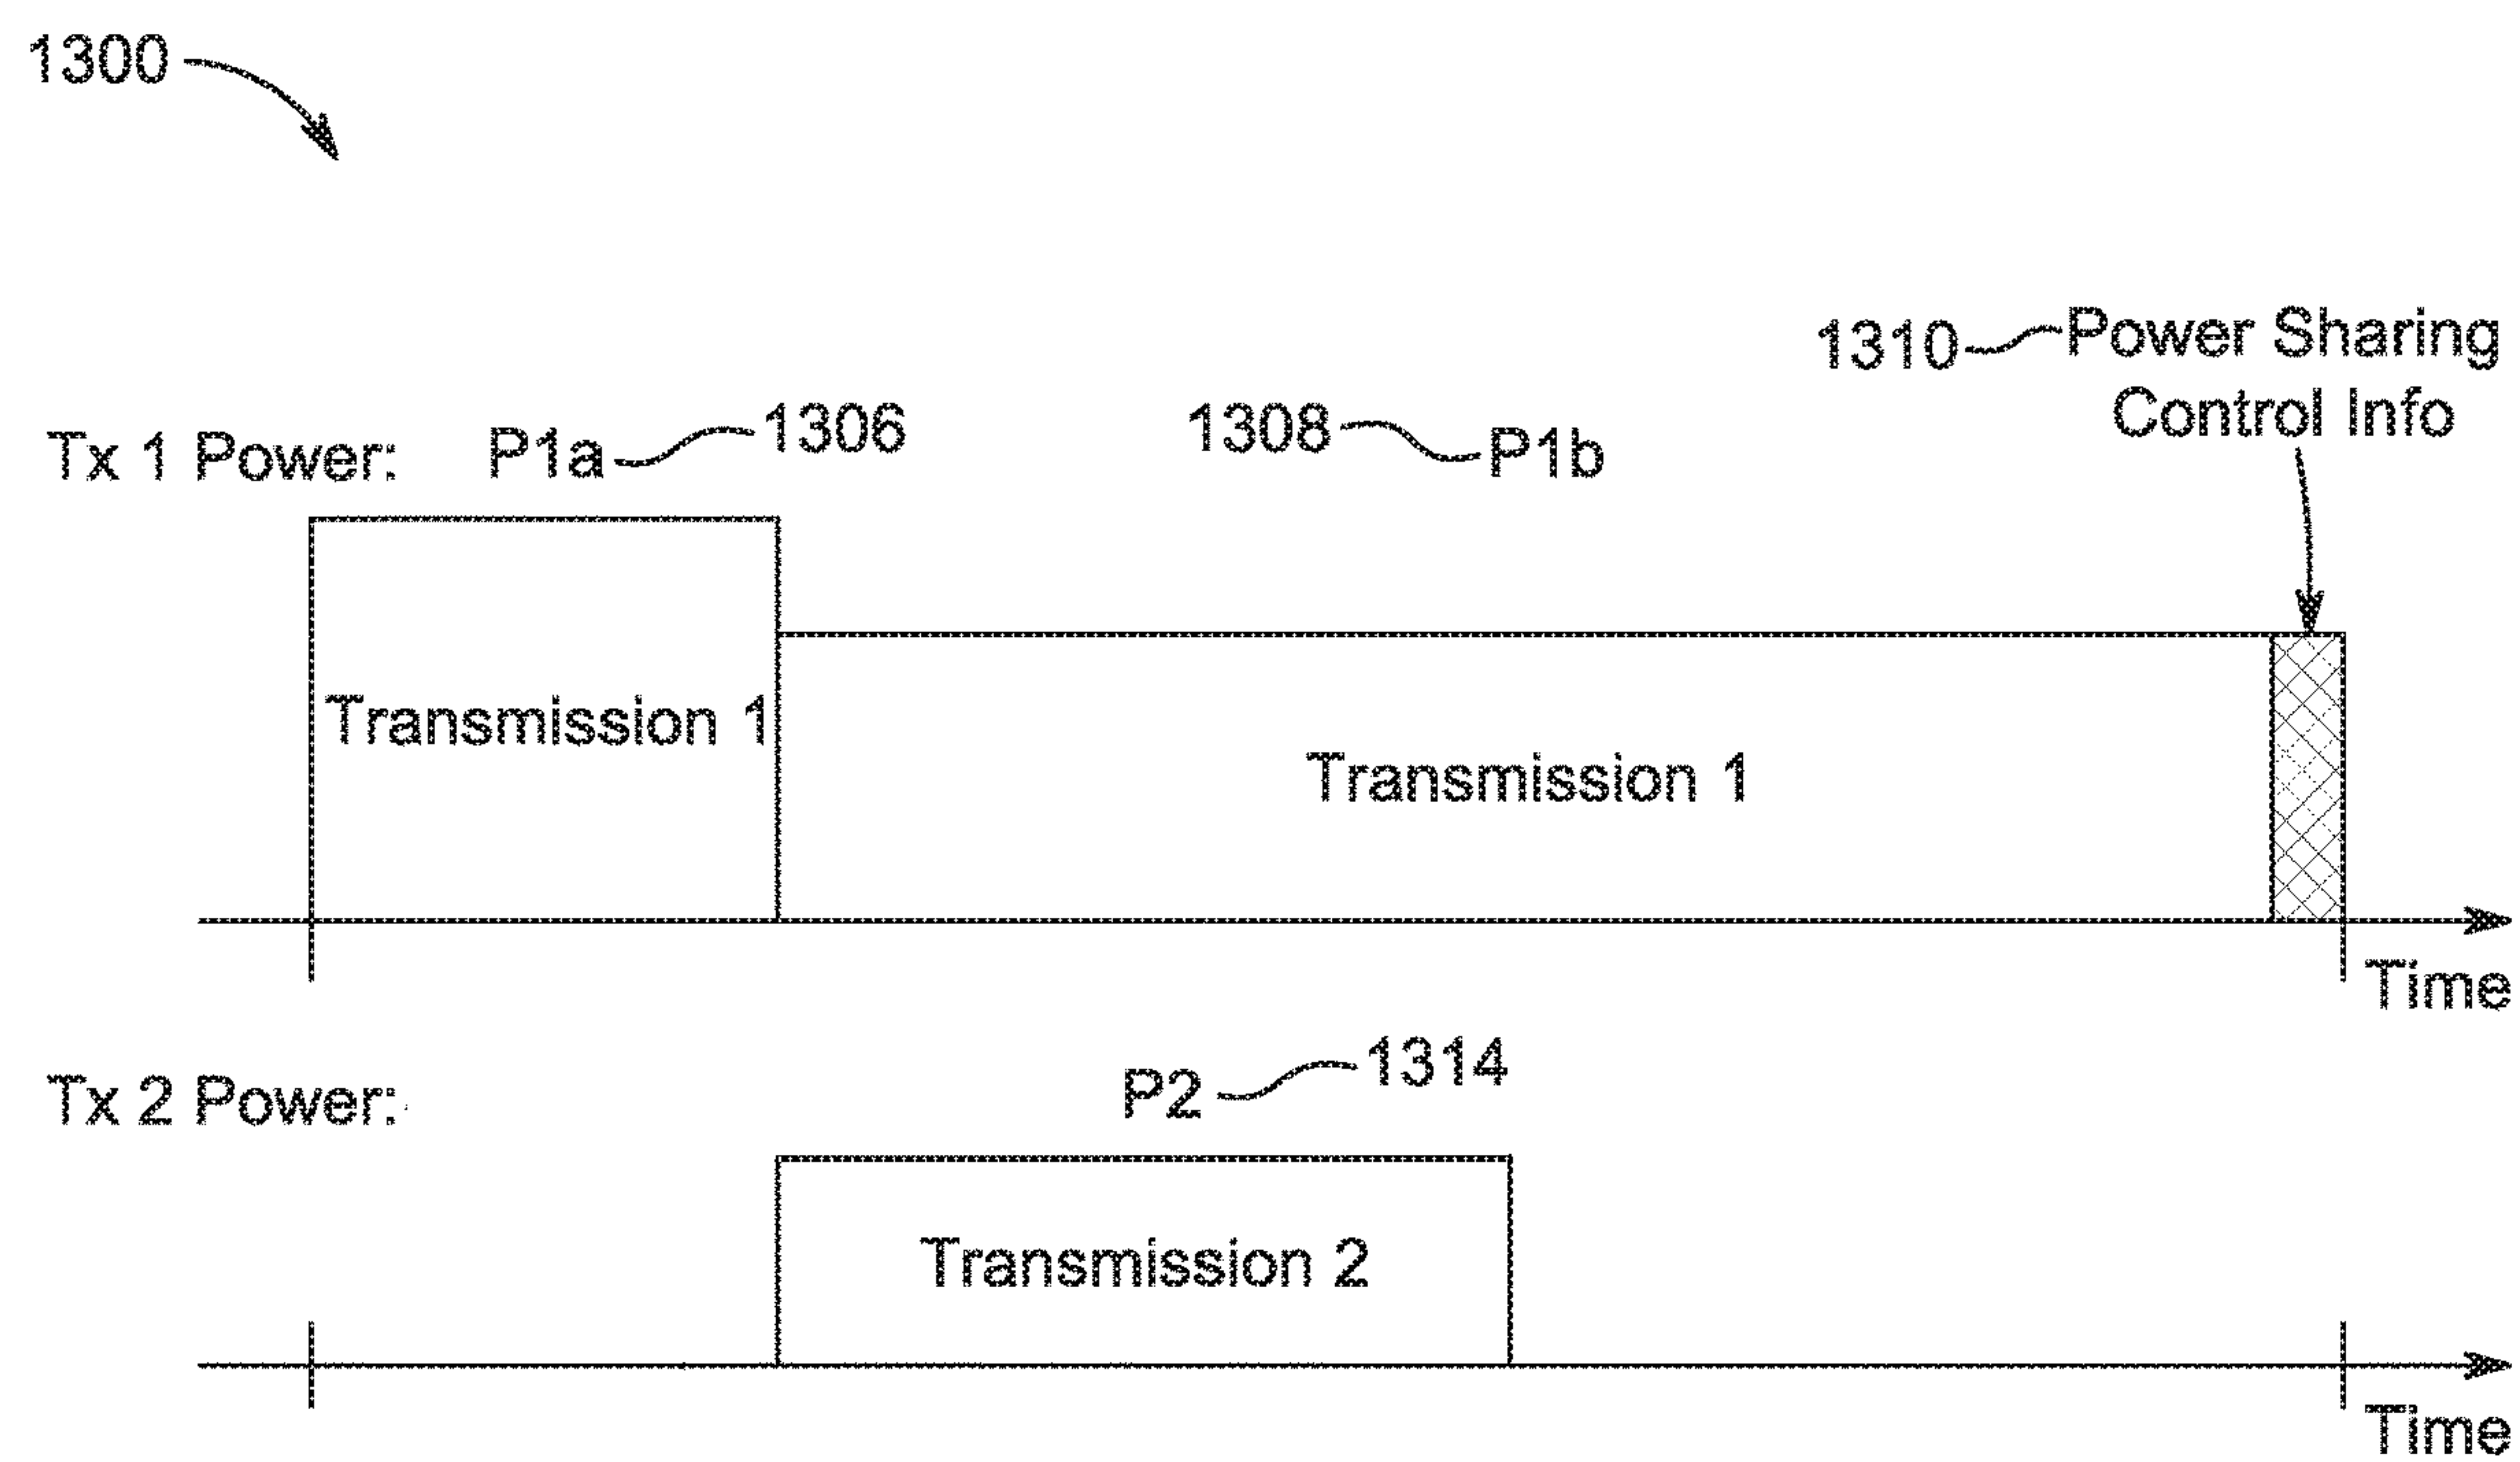 1300
1310 Power Sharing
Control Info
Tx 1 Power: P1a 1306 1308 P1b
Transmission 1
Transmission 1
Time
Tx 2 Power: P2 1314
Transmission 2
Time